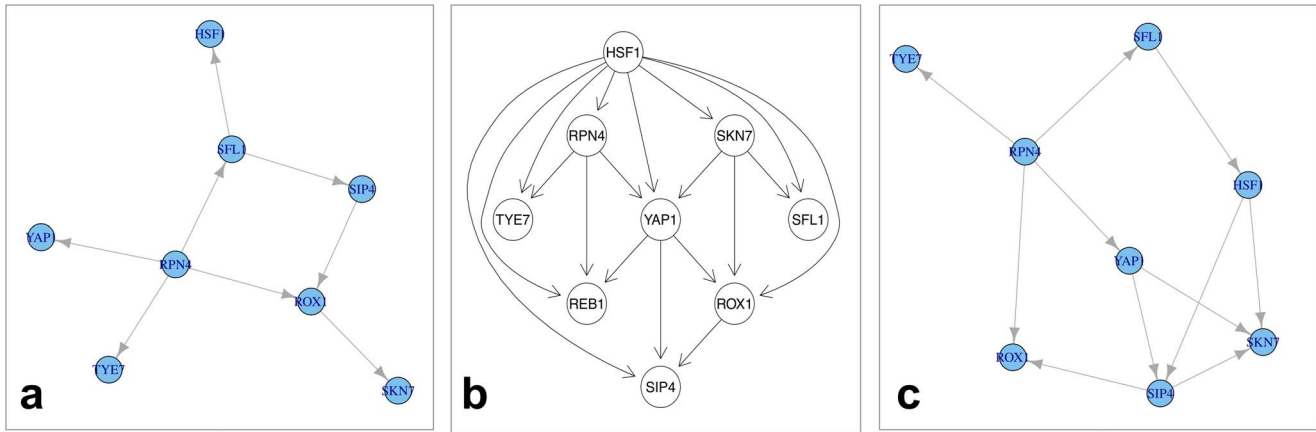 HSF1
SFL1
SIP4
YAP1
RPN4
ROX1
TYE7
SKN7
a
HSF1
RPN4 SKN7
TYE7 YAP1 SFL1
REB1 ROX1
SIP4
b
SFL1
TYE7
RPN4
HSF1
YAP1
SKN7
ROX1
SIP4
c